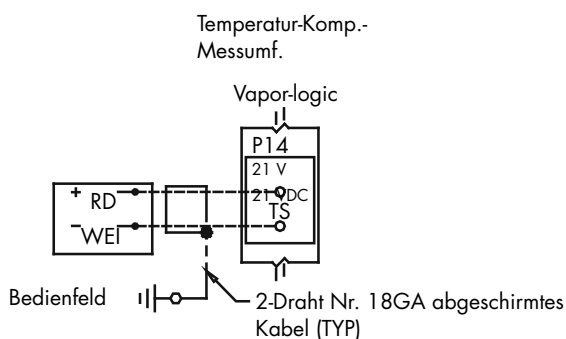 Temperatur-Komp.-
Messumf.
Vapor-logic
P14
21 V
21 VDC
TS
+ RD
− WEI
Bedienfeld
2-Draht Nr. 18GA abgeschirmtes
Kabel (TYP)